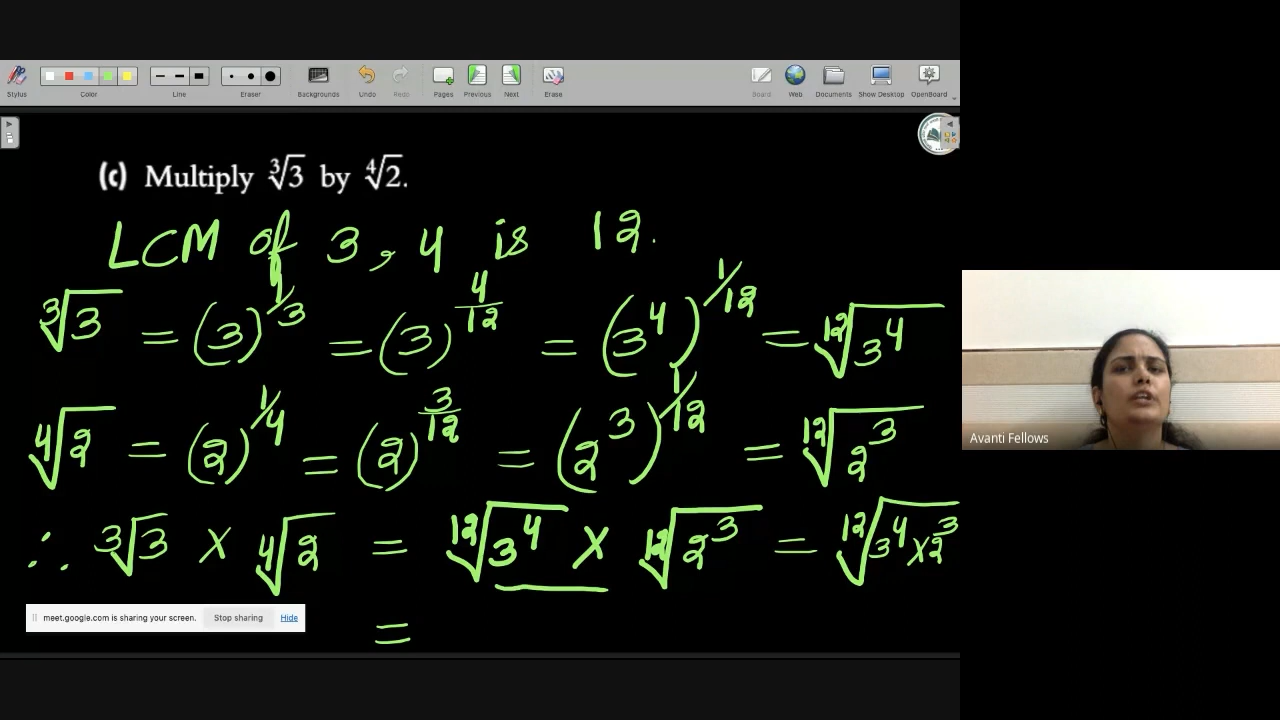 Stylus Color Line Eraser Backgrounds Undo Redo Pages Previous Next Erase Board Web Documents Show Desktop OpenBoard
(c) Multiply ∛3 by ∜2.
LCM of 3, 4 is 12.
∛3 = (3)^1/3 = (3)^4/12 = (3^4)^1/12 = ¹²√3^4
∜2 = (2)^1/4 = (2)^3/12 = (2^3)^1/12 = ¹²√2^3
∴ ∛3 × ∜2 = ¹²√3^4 × ¹²√2^3 = ¹²√3^4×2^3
meet.google.com is sharing your screen. Stop sharing Hide
=
Avanti Fellows